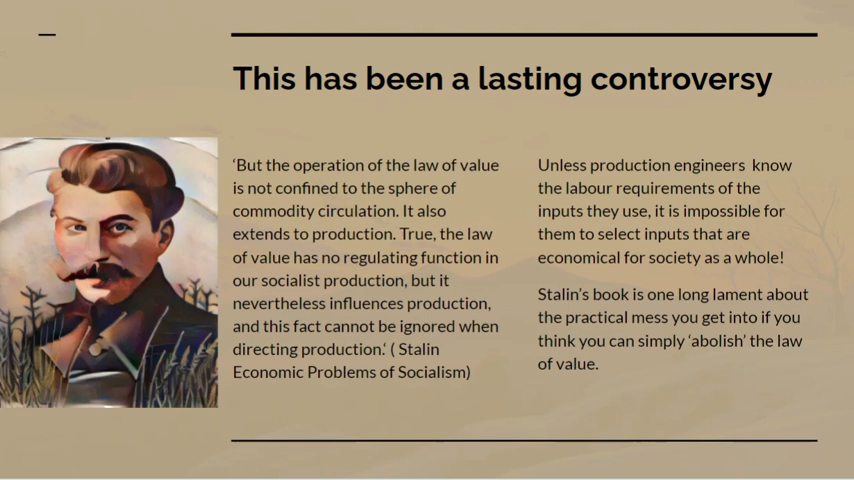 This has been a lasting controversy
‘But the operation of the law of value
is not confined to the sphere of
commodity circulation. It also
extends to production. True, the law
of value has no regulating function in
our socialist production, but it
nevertheless influences production,
and this fact cannot be ignored when
directing production.‘ ( Stalin
Economic Problems of Socialism)
Unless production engineers  know
the labour requirements of the
inputs they use, it is impossible for
them to select inputs that are
economical for society as a whole!
Stalin’s book is one long lament about
the practical mess you get into if you
think you can simply ‘abolish’ the law
of value.